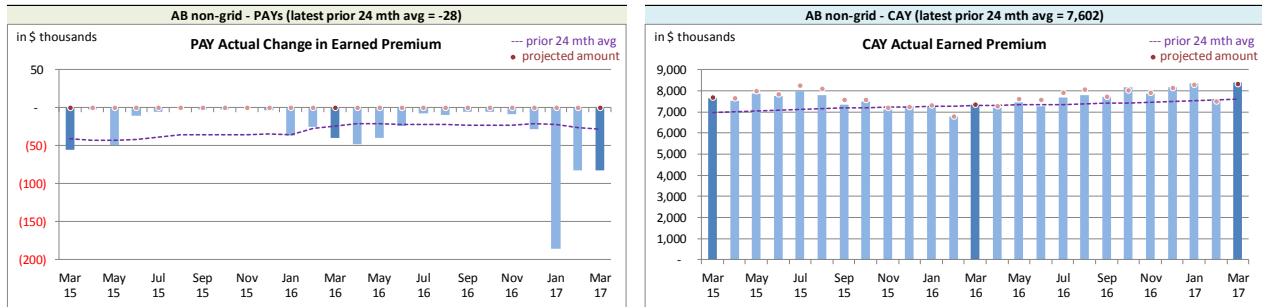 AB non-grid - PAYs (latest prior 24 mth avg = -28)
in $ thousands
PAY Actual Change in Earned Premium
--- prior 24 mth avg
projected amount
50
-
(50)
(100)
(150)
(200)
Mar May Jul Sep Nov Jan Mar May Jul Sep Nov Jan Mar
15 15 15 15 15 16 16 16 16 16 16 17 17
AB non-grid - CAY (latest prior 24 mth avg = 7,602)
in $ thousands
CAY Actual Earned Premium
--- prior 24 mth avg
projected amount
9,000
8,000
7,000
6,000
5,000
4,000
3,000
2,000
1,000
-
Mar May Jul Sep Nov Jan Mar May Jul Sep Nov Jan Mar
15 15 15 15 15 16 16 16 16 16 16 17 17